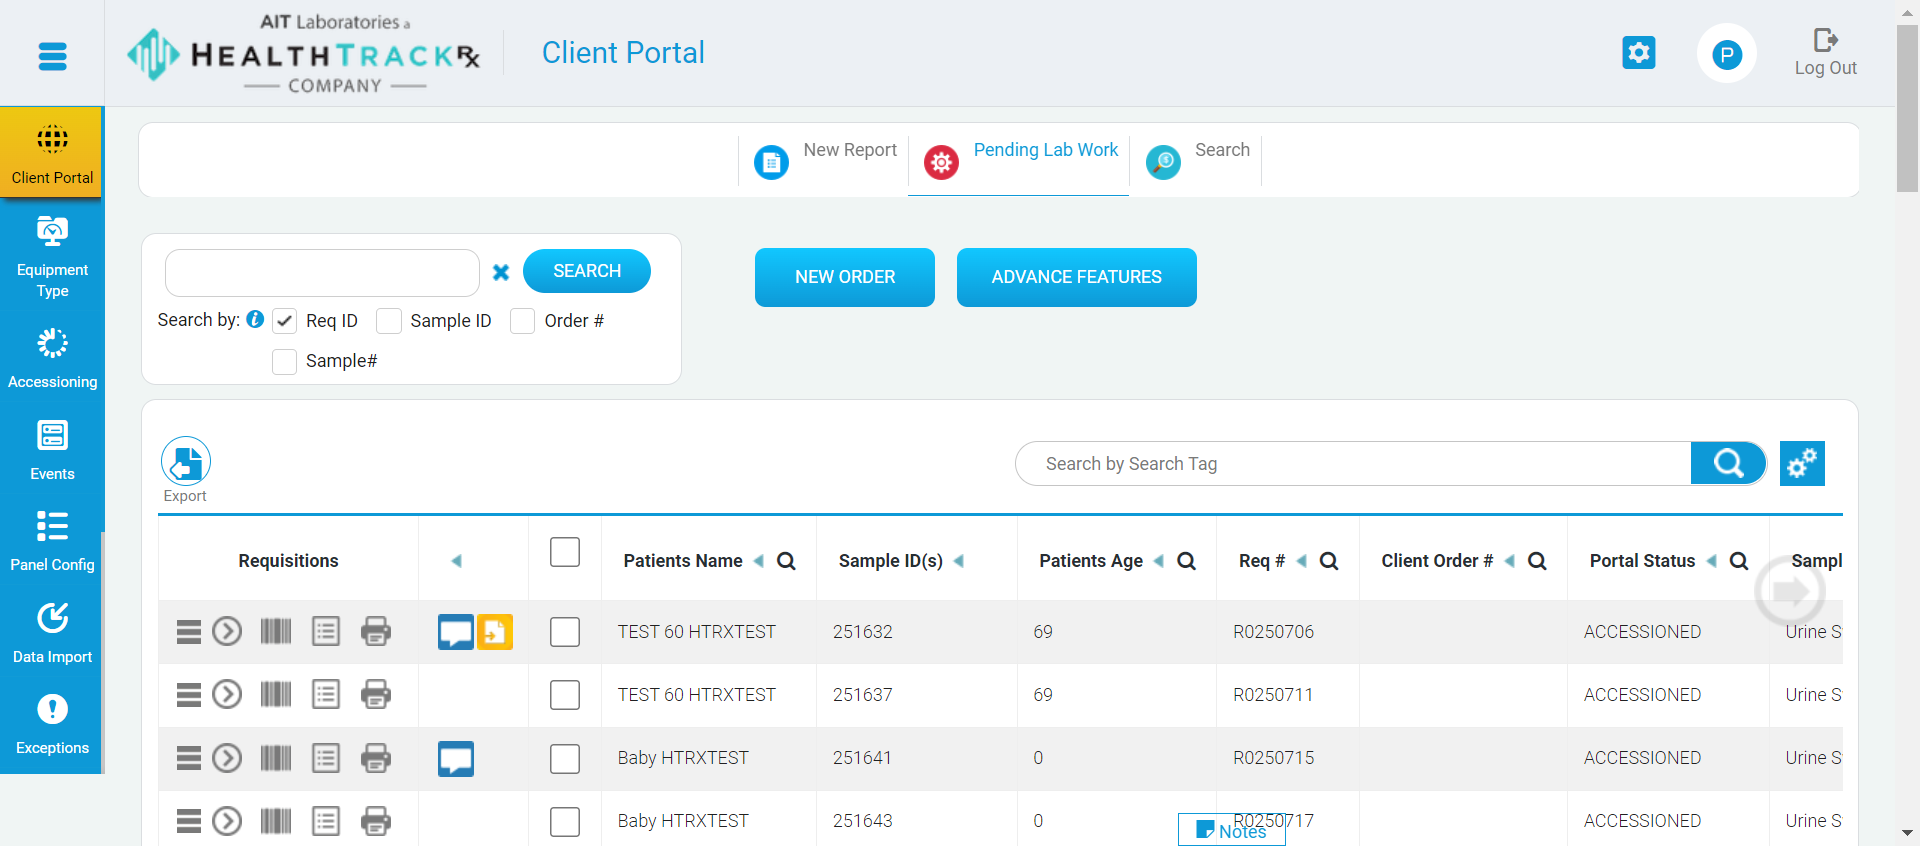 AIT Laboratories a
HEALTHTRACKRx
COMPANY
Client Portal
P
Log Out
Client Portal
Equipment
Type
Accessioning
Events
Panel Config
Data Import
Exceptions
New Report
Pending Lab Work
Search
SEARCH
Search by: i Req ID Sample ID Order #
Sample#
NEW ORDER
ADVANCE FEATURES
Export
Search by Search Tag
Requisitions Patients Name Sample ID(s) Patients Age Req # Client Order # Portal Status Sampl
TEST 60 HTRXTEST 251632 69 R0250706 ACCESSIONED Urine S
TEST 60 HTRXTEST 251637 69 R0250711 ACCESSIONED Urine S
Baby HTRXTEST 251641 0 R0250715 ACCESSIONED Urine S
Baby HTRXTEST 251643 0 R0250717 ACCESSIONED Urine S
Notes